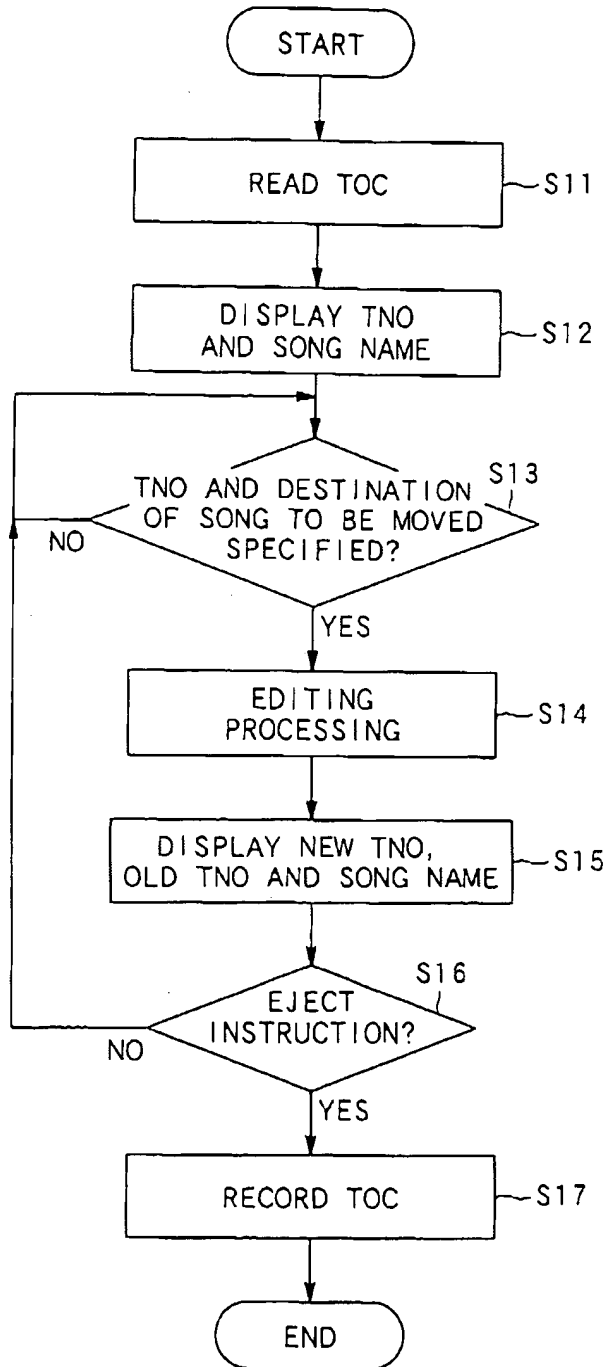 START
READ TOC
S11
DISPLAY TNO
AND SONG NAME
S12
S13
TNO AND DESTINATION
OF SONG TO BE MOVED
SPECIFIED?
NO
YES
EDITING
PROCESSING
S14
DISPLAY NEW TNO,
OLD TNO AND SONG NAME
S15
S16
EJECT
INSTRUCTION?
NO
YES
RECORD TOC
S17
END